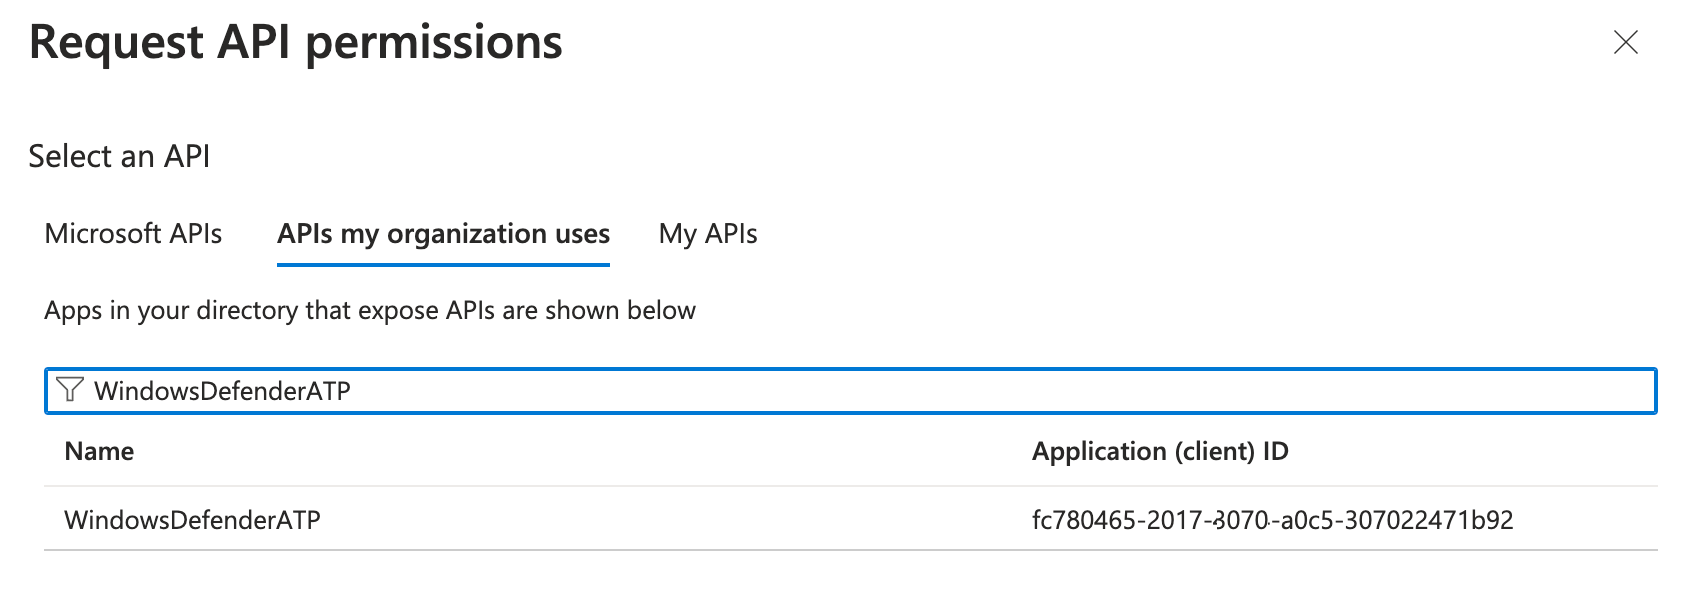 Request API permissions
Select an API
Microsoft APIs APIs my organization uses My APIs
Apps in your directory that expose APIs are shown below
WindowsDefenderATP
Name Application (client) ID
WindowsDefenderATP fc780465-2017-3070-a0c5-307022471b92